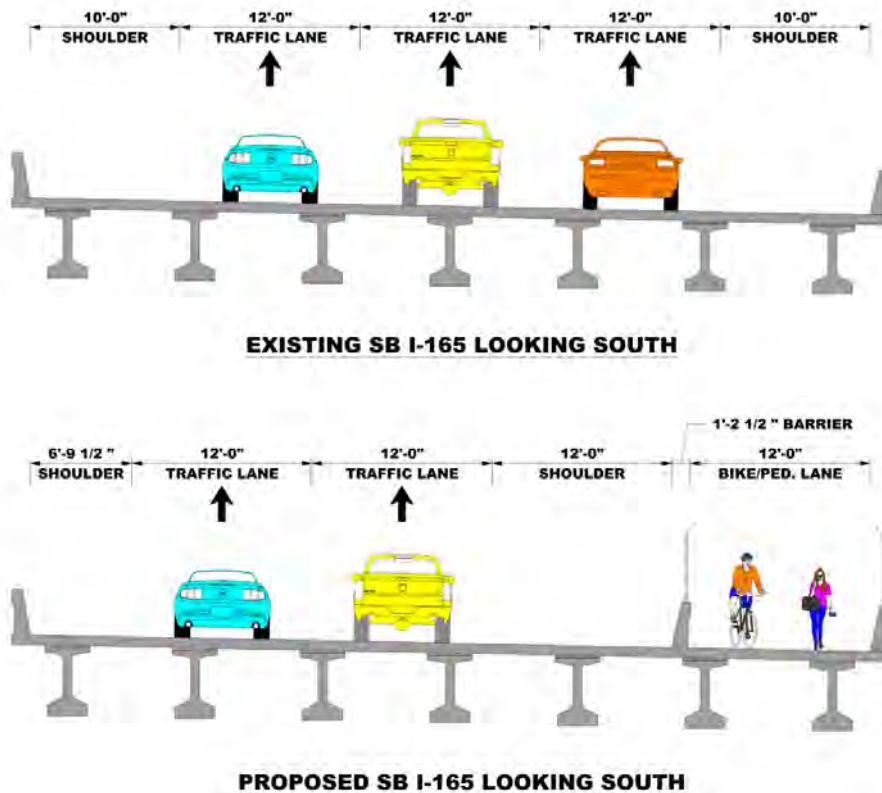 10'-0" 12'-0" 12'-0" 12'-0" 10'-0"
SHOULDER TRAFFIC LANE TRAFFIC LANE TRAFFIC LANE SHOULDER
EXISTING SB I-165 LOOKING SOUTH
1'-2 1/2 " BARRIER
6'-9 1/2 " 12'-0" 12'-0" 12'-0" 12'-0"
SHOULDER TRAFFIC LANE TRAFFIC LANE SHOULDER BIKE/PED. LANE
PROPOSED SB I-165 LOOKING SOUTH